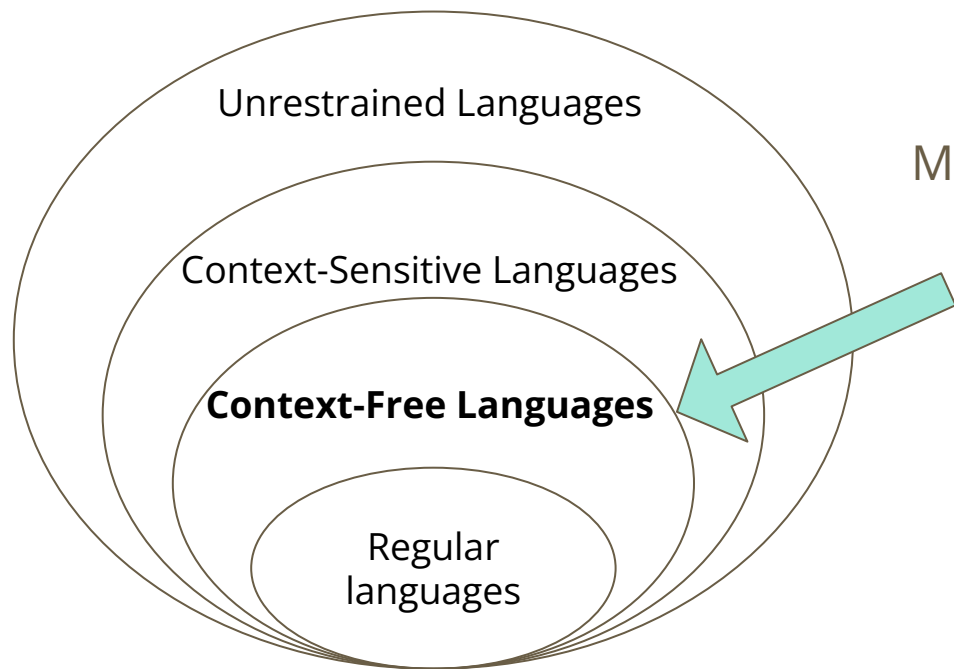 Unrestrained Languages
M
Context-Sensitive Languages
Context-Free Languages
Regular
languages